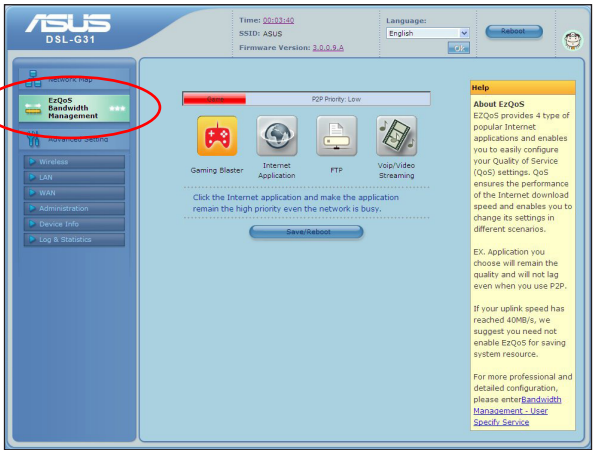 ASUS
DSL-G31
Time: 00:03:40
SSID: ASUS
Firmware Version: 3.0.0.9.A
Language:
English
Reboot
Network Map
EzQoS
Bandwidth
Management
Advanced Setting
Wireless
LAN
WAN
Administration
Device Info
Log & Statistics
Game
P2P Priority: Low
Gaming Blaster
Internet
Application
FTP
Voip/Video
Streaming
Click the Internet application and make the application
remain the high priority even the network is busy.
Save/Reboot
Help
About EzQoS
EZQoS provides 4 type of
popular Internet
applications and enables
you to easily configure
your Quality of Service
(QoS) settings. QoS
ensures the performance
of the Internet download
speed and enables you to
change its settings in
different scenarios.
EX. Application you
choose will remain the
quality and will not lag
even when you use P2P.
If your uplink speed has
reached 40MB/s, we
suggest you need not
enable EzQoS for saving
system resource.
For more professional and
detailed configuration,
please enterBandwidth
Management - User
Specify Service